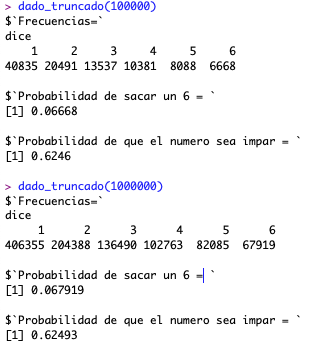 > dado_truncado(100000)
$`Frecuencias=`
dice
1 2 3 4 5 6
40835 20491 13537 10381 8088 6668
$`Probabilidad de sacar un 6 = `
[1] 0.06668
$`Probabilidad de que el numero sea impar = `
[1] 0.6246
> dado_truncado(1000000)
$`Frecuencias=`
dice
1 2 3 4 5 6
406355 204388 136490 102763 82085 67919
$`Probabilidad de sacar un 6 = `
[1] 0.067919
$`Probabilidad de que el numero sea impar = `
[1] 0.62493